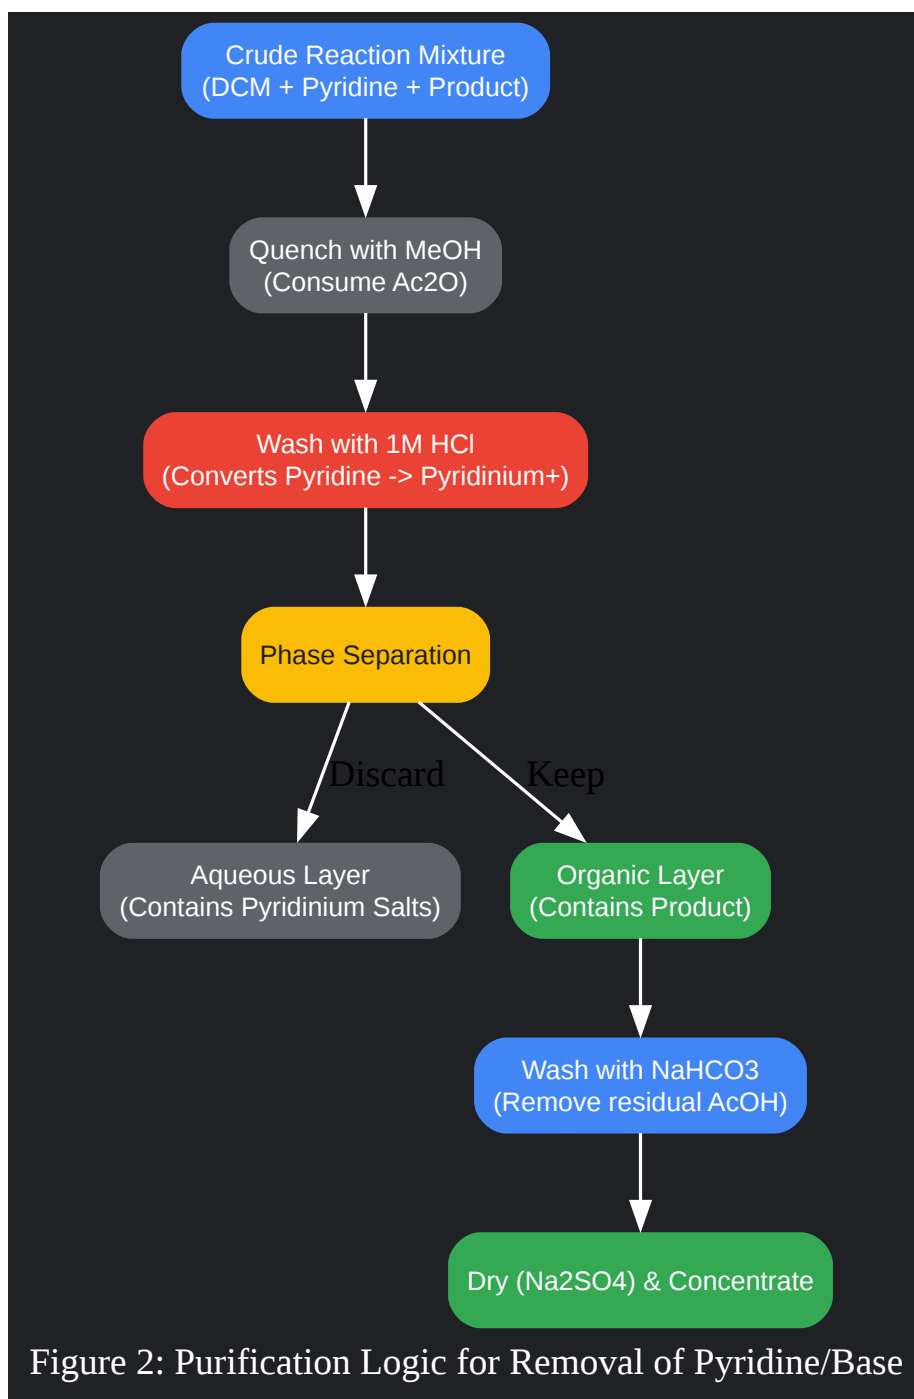 Crude Reaction Mixture
(DCM + Pyridine + Product)
Quench with MeOH
(Consume Ac2O)
Wash with 1M HCl
(Converts Pyridine -> Pyridinium+)
Phase Separation
Discard
Keep
Aqueous Layer
(Contains Pyridinium Salts)
Organic Layer
(Contains Product)
Wash with NaHCO3
(Remove residual AcOH)
Dry (Na2SO4) & Concentrate
Figure 2: Purification Logic for Removal of Pyridine/Base